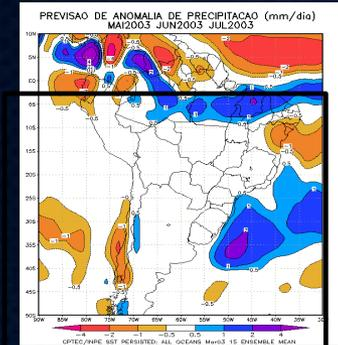 PREVISAO DE ANOMALIA DE PRECIPITACAO (mm/dia)
MAI2003 JUN2003 JUL2003
10N
5N
EQ
5S
10S
15S
20S
25S
30S
35S
40S
45S
50S
90W 85W 80W 75W 70W 65W 60W 55W 50W 45W 40W 35W 30W
-4 -2 -1 -0.5 0.5 1 2 4
CPTEC/INPE SST PERSISTED: ALL OCEANS Mar03 15 ENSEMBLE MEAN